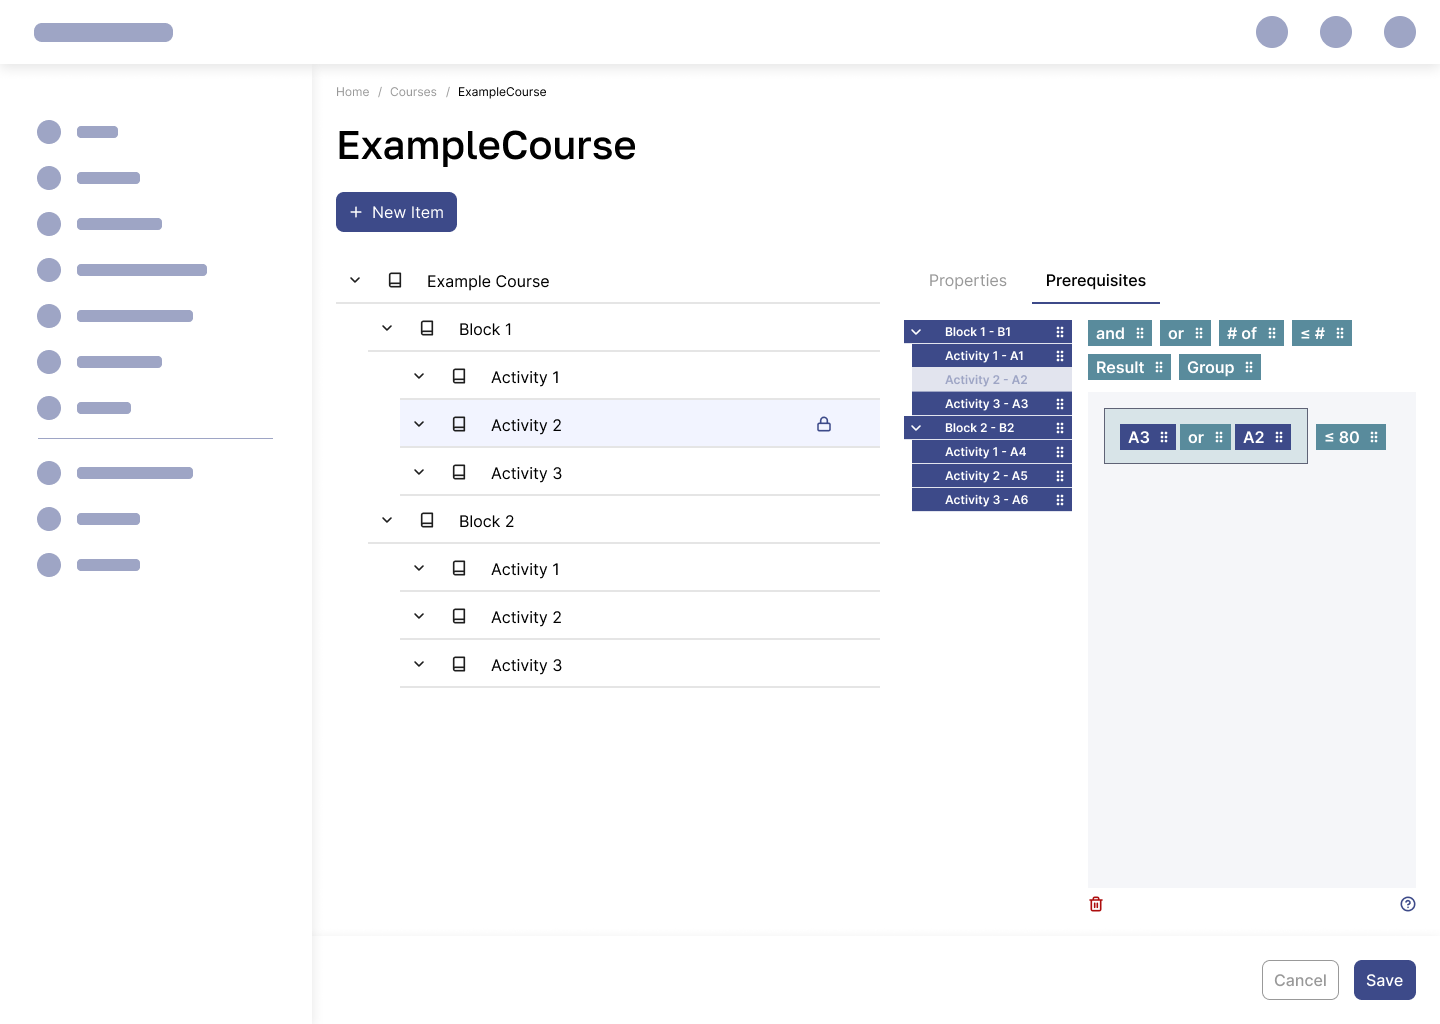 Home / Courses / ExampleCourse
ExampleCourse
+ New Item
Example Course
Block 1
Activity 1
Activity 2
Activity 3
Block 2
Activity 1
Activity 2
Activity 3
Properties Prerequisites
Block 1 - B1
Activity 1 - A1
Activity 2 - A2
Activity 3 - A3
Block 2 - B2
Activity 1 - A4
Activity 2 - A5
Activity 3 - A6
and or # of ≤ #
Result Group
A3 or A2 ≤ 80
Cancel Save